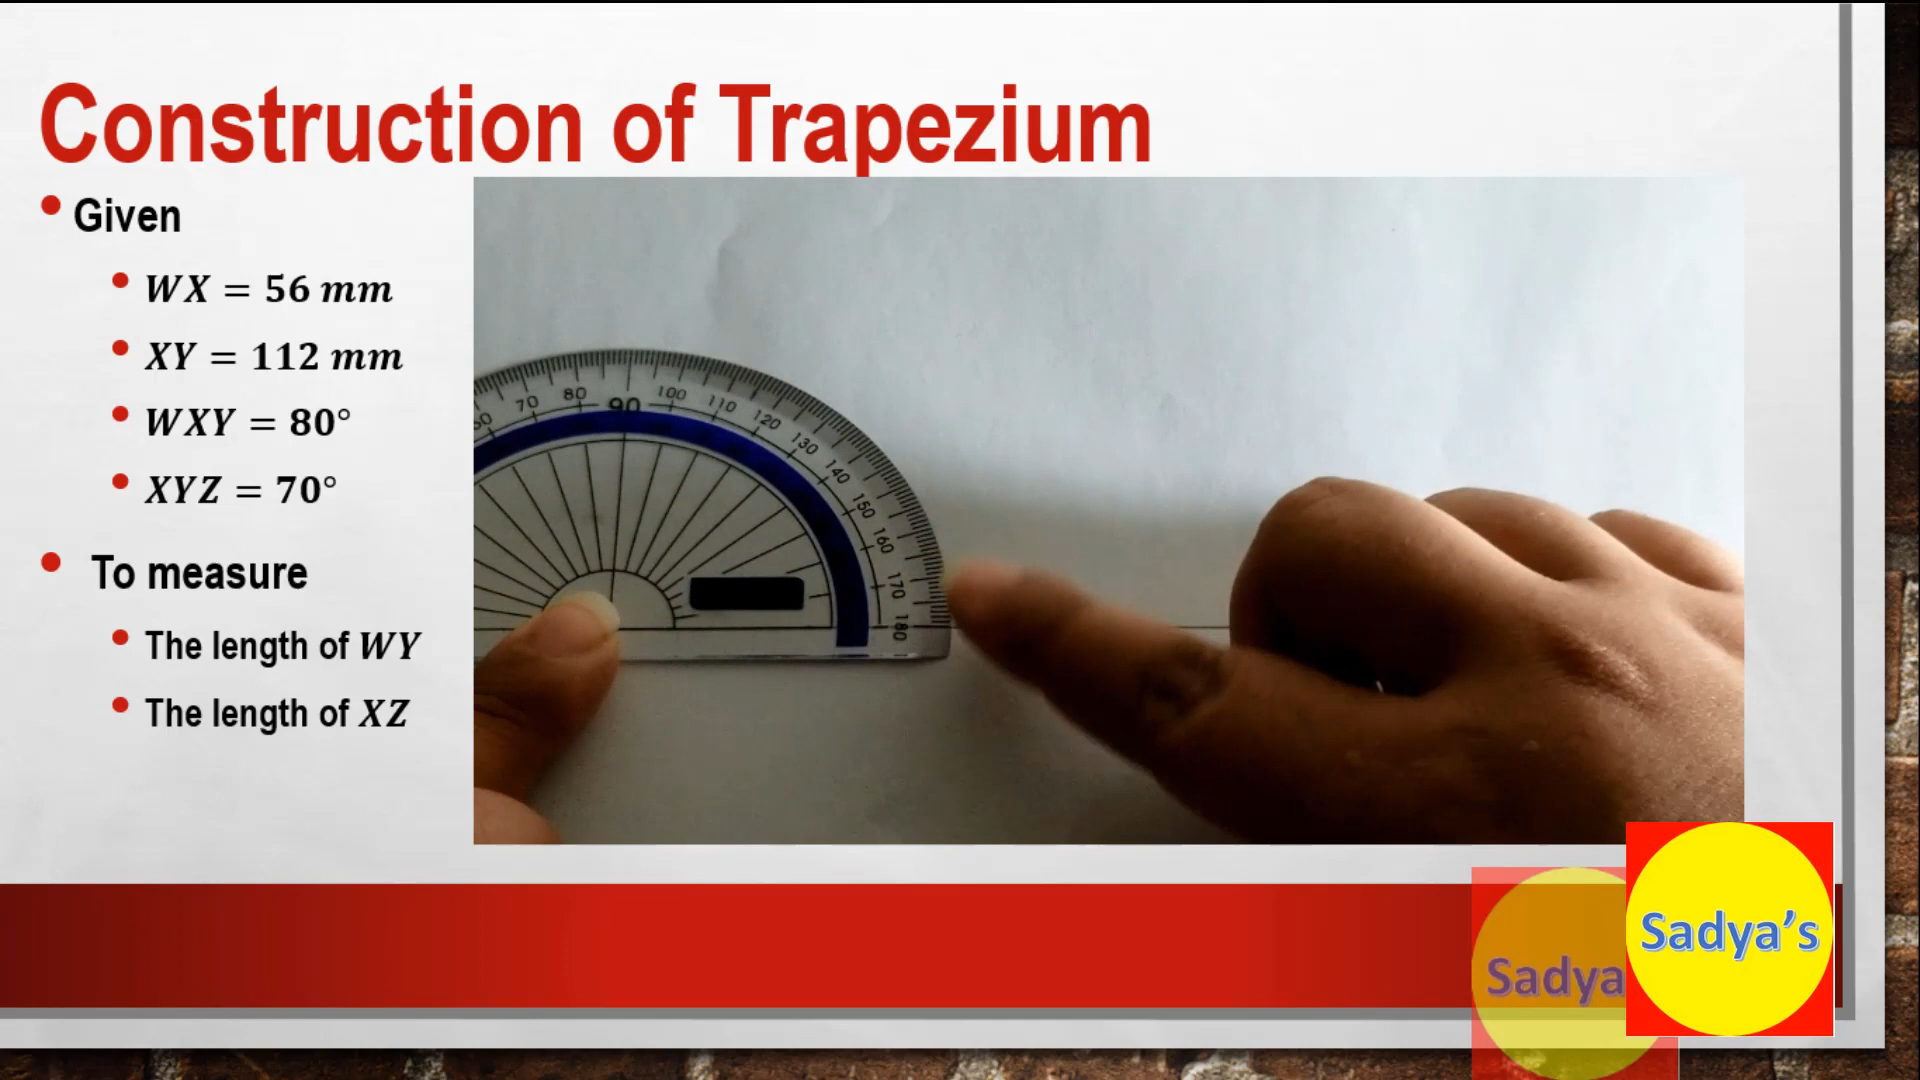 Construction of Trapezium
• Given
• WX = 56 mm
• XY = 112 mm
• WXY = 80°
• XYZ = 70°
• To measure
• The length of WY
• The length of XZ
70 80 90 100 110 120 130 140 150 160 170 180
Sadya
Sadya's